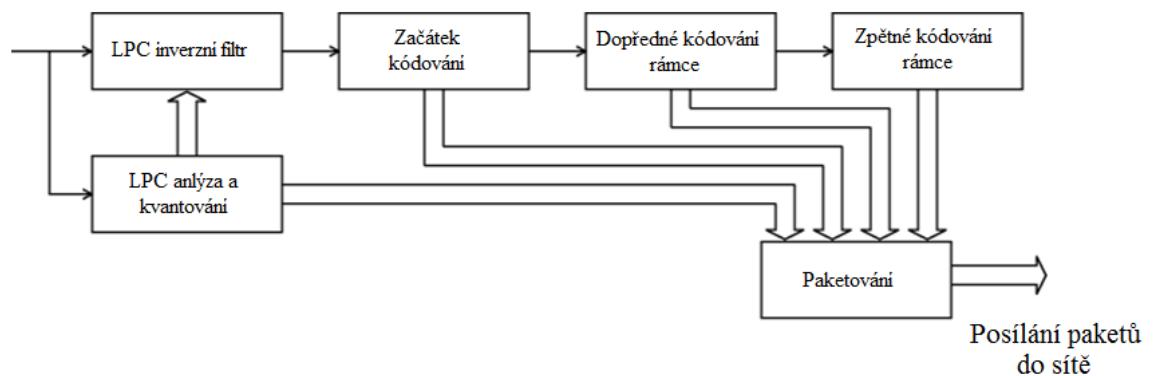 LPC inverzní filtr
Začátek
kódování
Dopředné kódování
rámce
Zpětné kódování
rámce
LPC anlýza a
kvantování
Paketování
Posílání paketů
do sítě